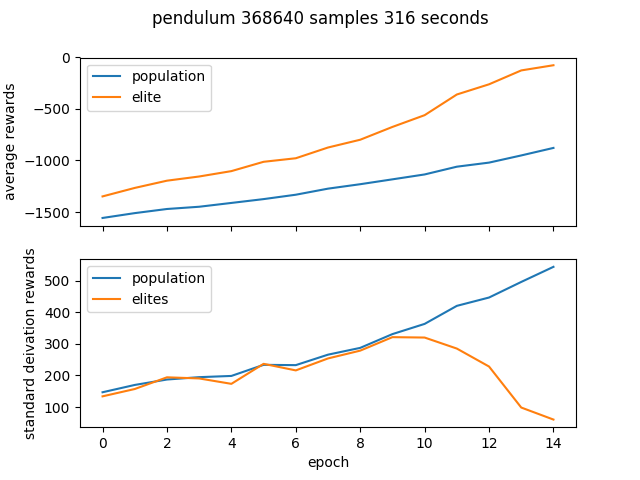 pendulum 368640 samples 316 seconds
average rewards
0
−500
−1000
−1500
population
elite
standard deivation rewards
500
400
300
200
100
population
elites
0 2 4 6 8 10 12 14
epoch